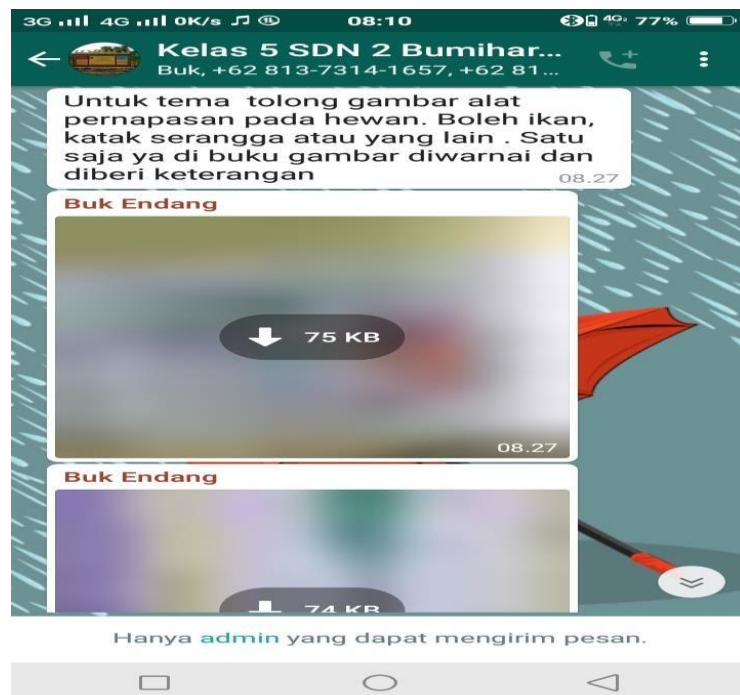 3G 4G 0K/s 08:10 4G 77%
Kelas 5 SDN 2 Bumihar...
Buk, +62 813-7314-1657, +62 81...
Untuk tema tolong gambar alat
pernapasan pada hewan. Boleh ikan,
katak serangga atau yang lain . Satu
saja ya di buku gambar diwarnai dan
diberi keterangan
08.27
Buk Endang
75 KB
08.27
Buk Endang
74 KB
Hanya admin yang dapat mengirim pesan.